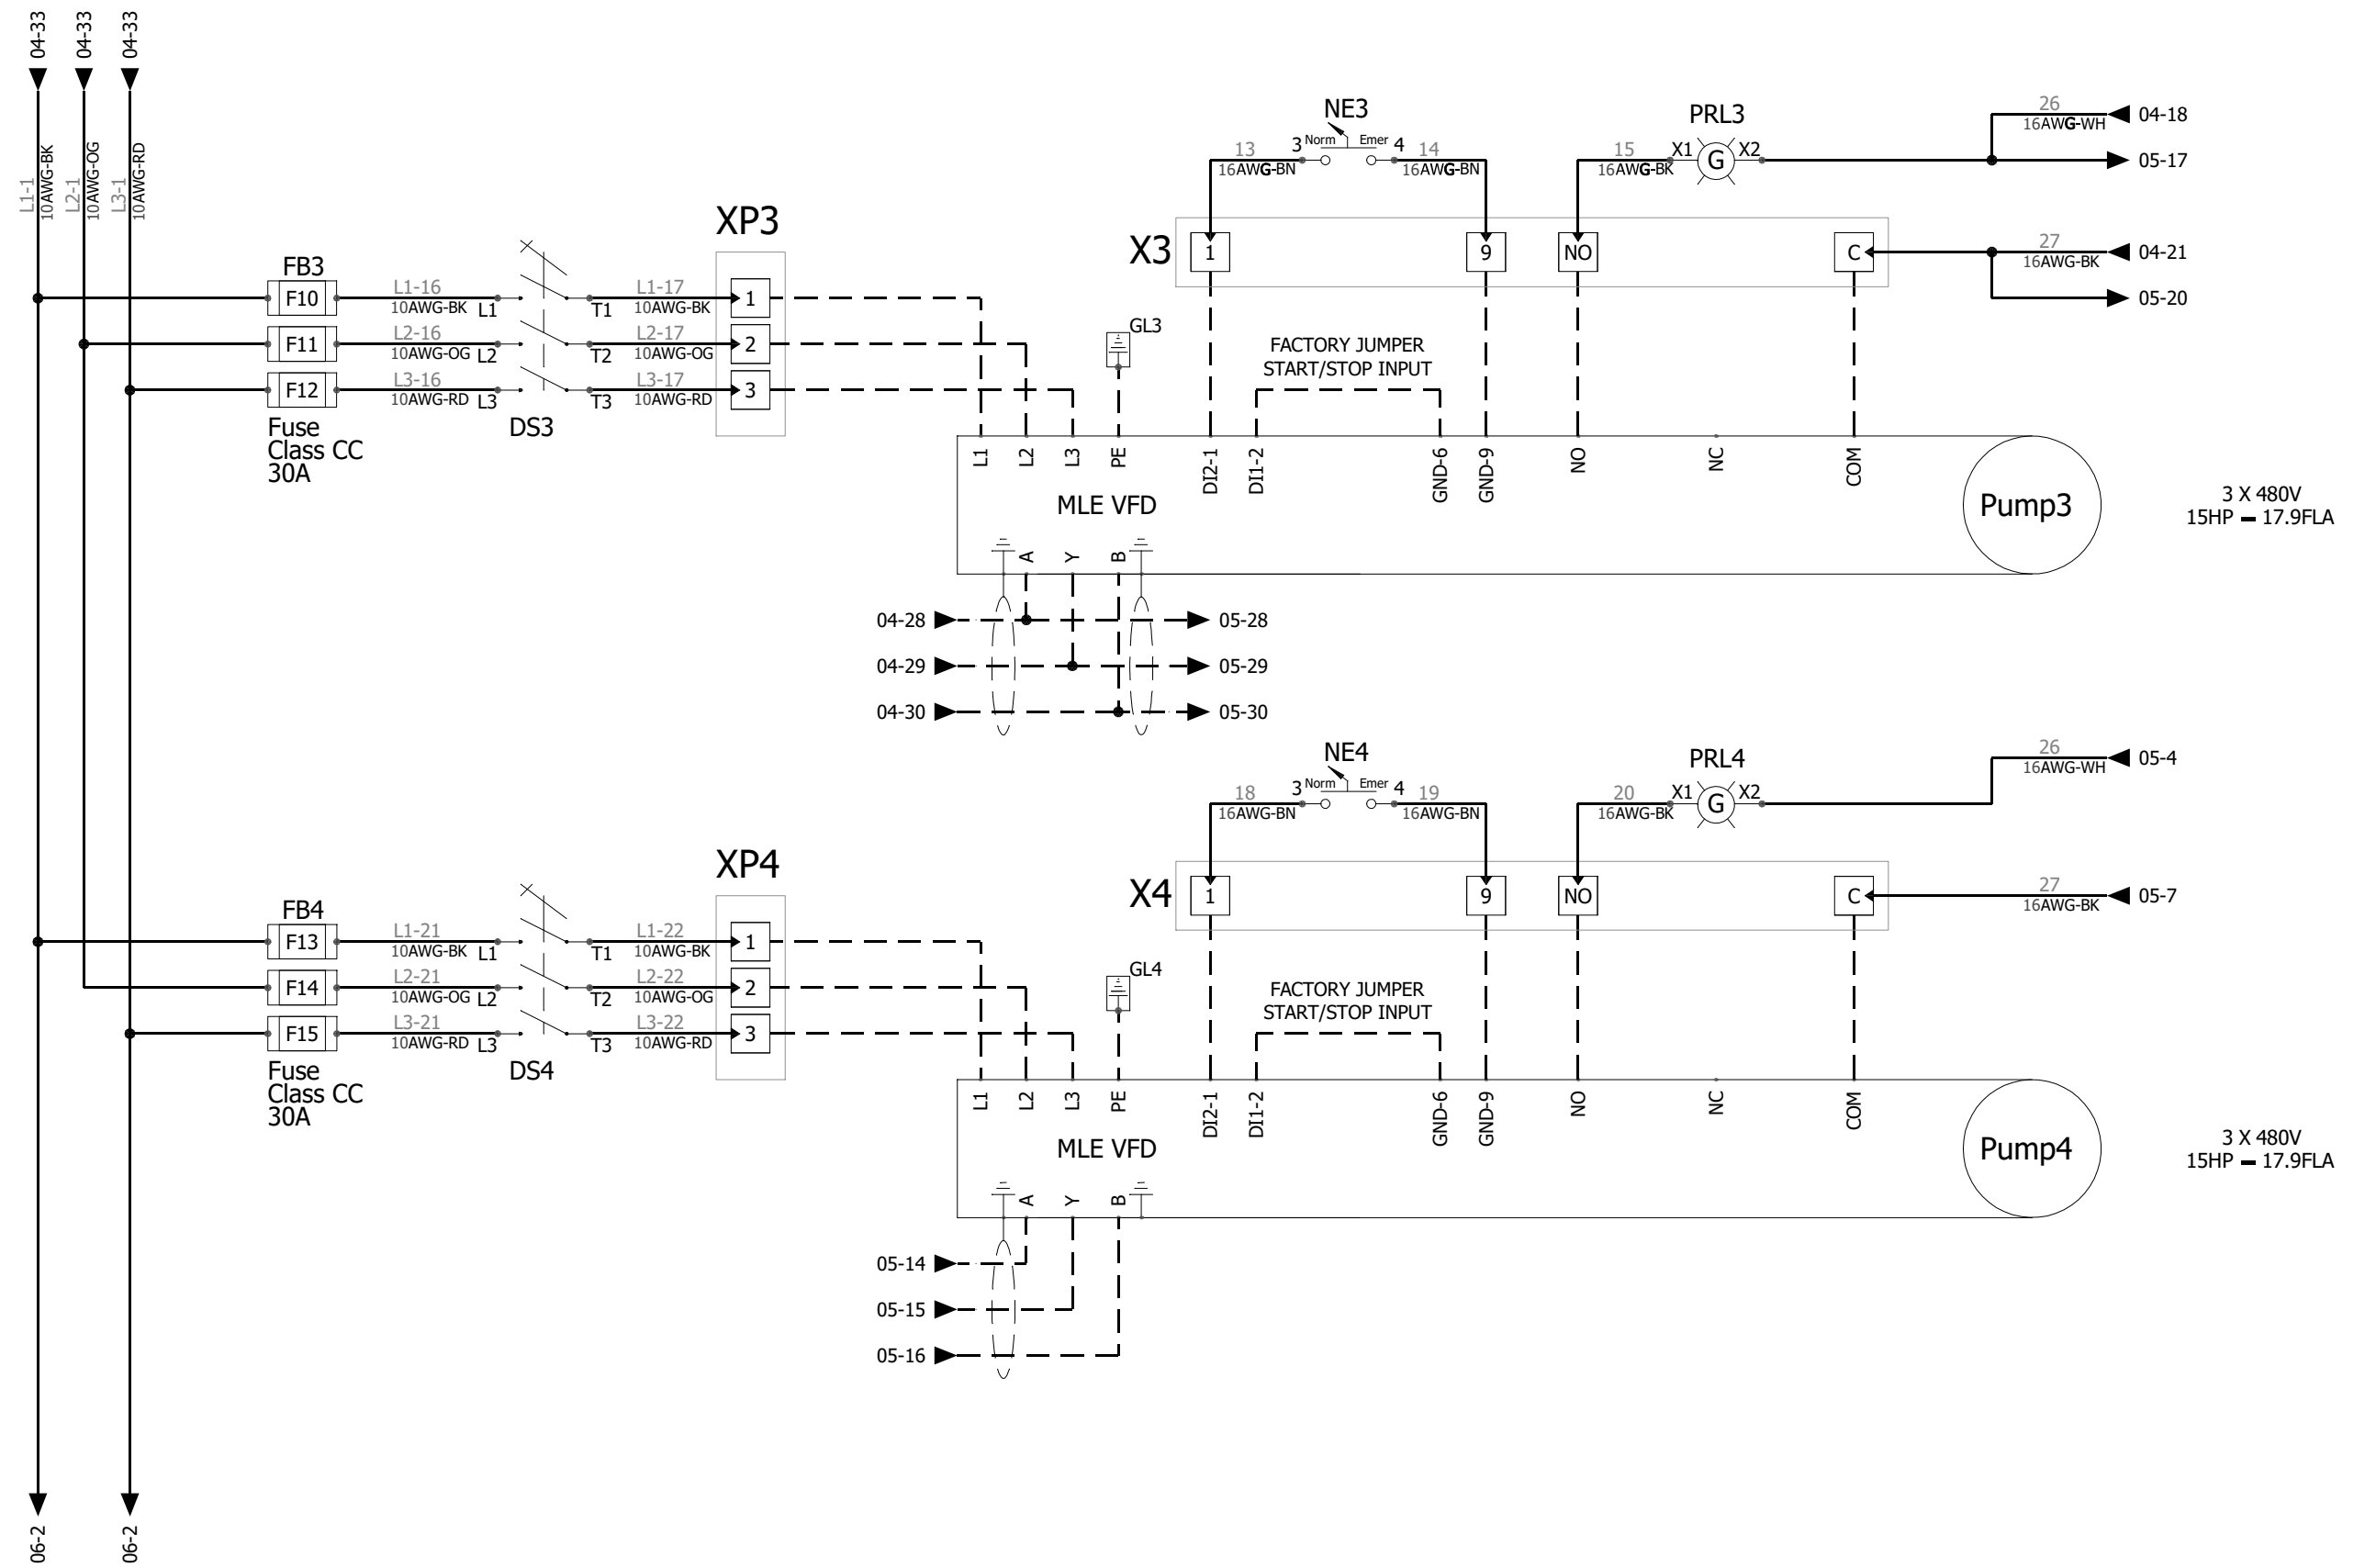 04-33
04-33
04-33
L1-1
10AWG-BK
L2-1
10AWG-OG
L3-1
10AWG-RD
FB3
F10
F11
F12
Fuse
Class CC
30A
L1-16
10AWG-BK
L1
L2-16
10AWG-OG
L2
L3-16
10AWG-RD
L3
DS3
T1
T2
T3
L1-17
10AWG-BK
L2-17
10AWG-OG
L3-17
10AWG-RD
XP3
1
2
3
GL3
NE3
13
16AWG-BN
3
Norm
Emer
4
14
16AWG-BN
PRL3
15
16AWG-BK
X1
G
X2
26
16AWG-WH
04-18
05-17
X3
1
9
NO
C
27
16AWG-BK
04-21
05-20
FACTORY JUMPER
START/STOP INPUT
L1
L2
L3
PE
DI2-1
DI1-2
GND-6
GND-9
NO
NC
COM
MLE VFD
Pump3
3 X 480V
15HP - 17.9FLA
A
Y
B
04-28
05-28
04-29
05-29
04-30
05-30
FB4
F13
F14
F15
Fuse
Class CC
30A
L1-21
10AWG-BK
L1
L2-21
10AWG-OG
L2
L3-21
10AWG-RD
L3
DS4
T1
T2
T3
L1-22
10AWG-BK
L2-22
10AWG-OG
L3-22
10AWG-RD
XP4
1
2
3
GL4
NE4
18
16AWG-BN
3
Norm
Emer
4
19
16AWG-BN
PRL4
20
16AWG-BK
X1
G
X2
26
16AWG-WH
05-4
X4
1
9
NO
C
27
16AWG-BK
05-7
FACTORY JUMPER
START/STOP INPUT
L1
L2
L3
PE
DI2-1
DI1-2
GND-6
GND-9
NO
NC
COM
MLE VFD
Pump4
3 X 480V
15HP - 17.9FLA
A
Y
B
05-14
05-15
05-16
06-2
06-2